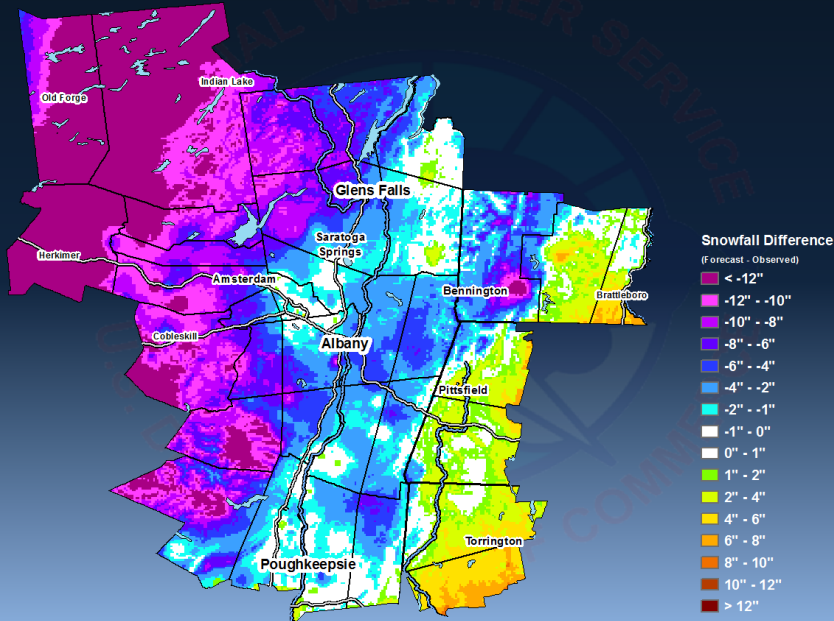 NATIONAL WEATHER SERVICE
Indian Lake
Old Forge
Glens Falls
Saratoga
Springs
Herkimer
Amsterdam
Bennington
Brattleboro
Cobleskill
Albany
Pittsfield
Torrington
Poughkeepsie
Snowfall Difference
(Forecast - Observed)
< -12"
-12" - -10"
-10" - -8"
-8" - -6"
-6" - -4"
-4" - -2"
-2" - -1"
-1" - 0"
0" - 1"
1" - 2"
2" - 4"
4" - 6"
6" - 8"
8" - 10"
10" - 12"
> 12"